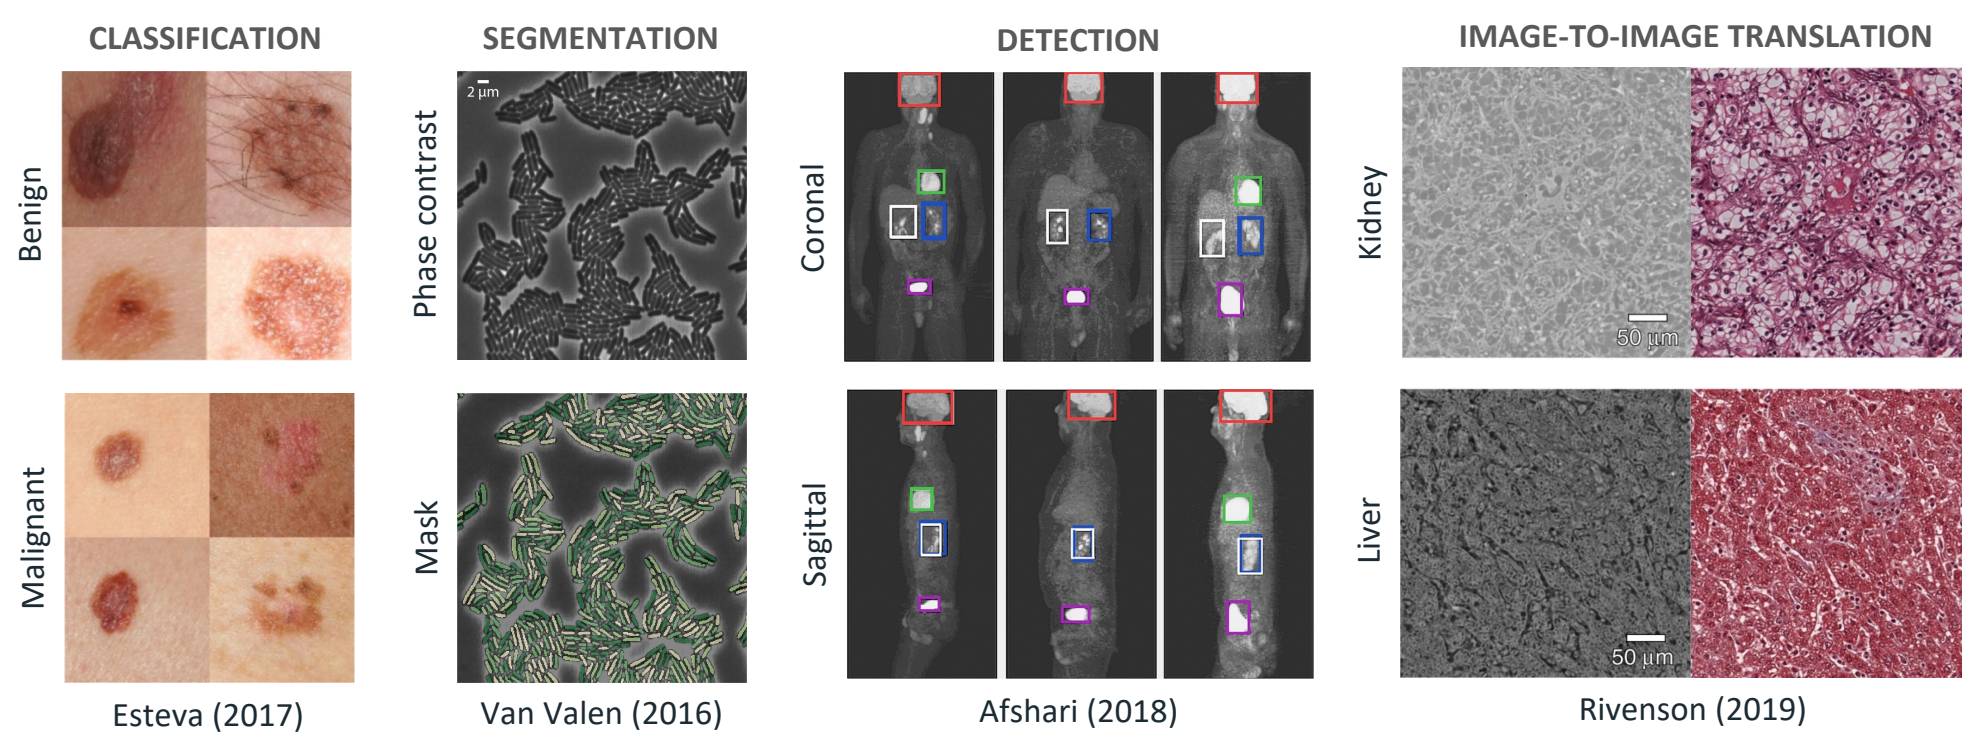 CLASSIFICATION
Benign
Malignant
Esteva (2017)
SEGMENTATION
2 µm
Phase contrast
Mask
Van Valen (2016)
DETECTION
Coronal
Sagittal
Afshari (2018)
IMAGE-TO-IMAGE TRANSLATION
Kidney
50 µm
Liver
50 µm
Rivenson (2019)